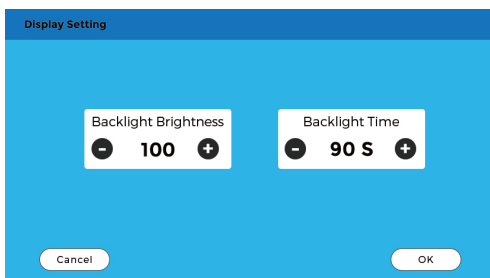 Display Setting
Backlight Brightness
- 100 +
Backlight Time
- 90 S +
Cancel
OK